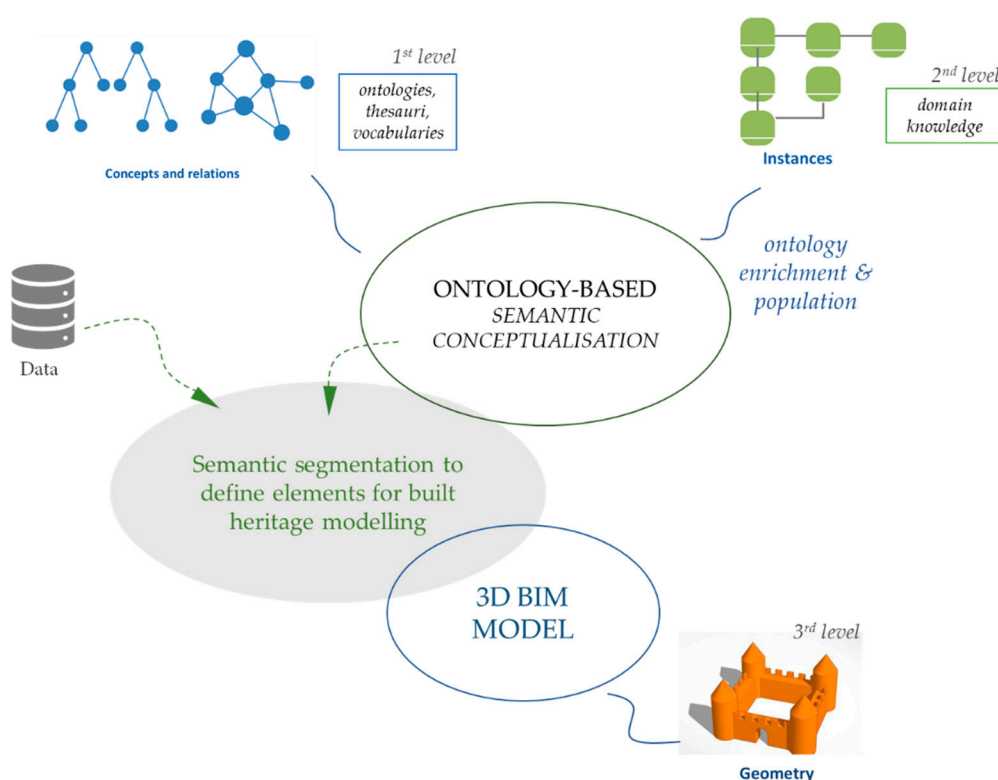 1st level
ontologies,
thesauri,
vocabularies
Concepts and relations
2nd level
domain
knowledge
Instances
ontology
enrichment &
population
ONTOLOGY-BASED
SEMANTIC
CONCEPTUALISATION
Data
Semantic segmentation to
define elements for built
heritage modelling
3D BIM
MODEL
3rd level
Geometry